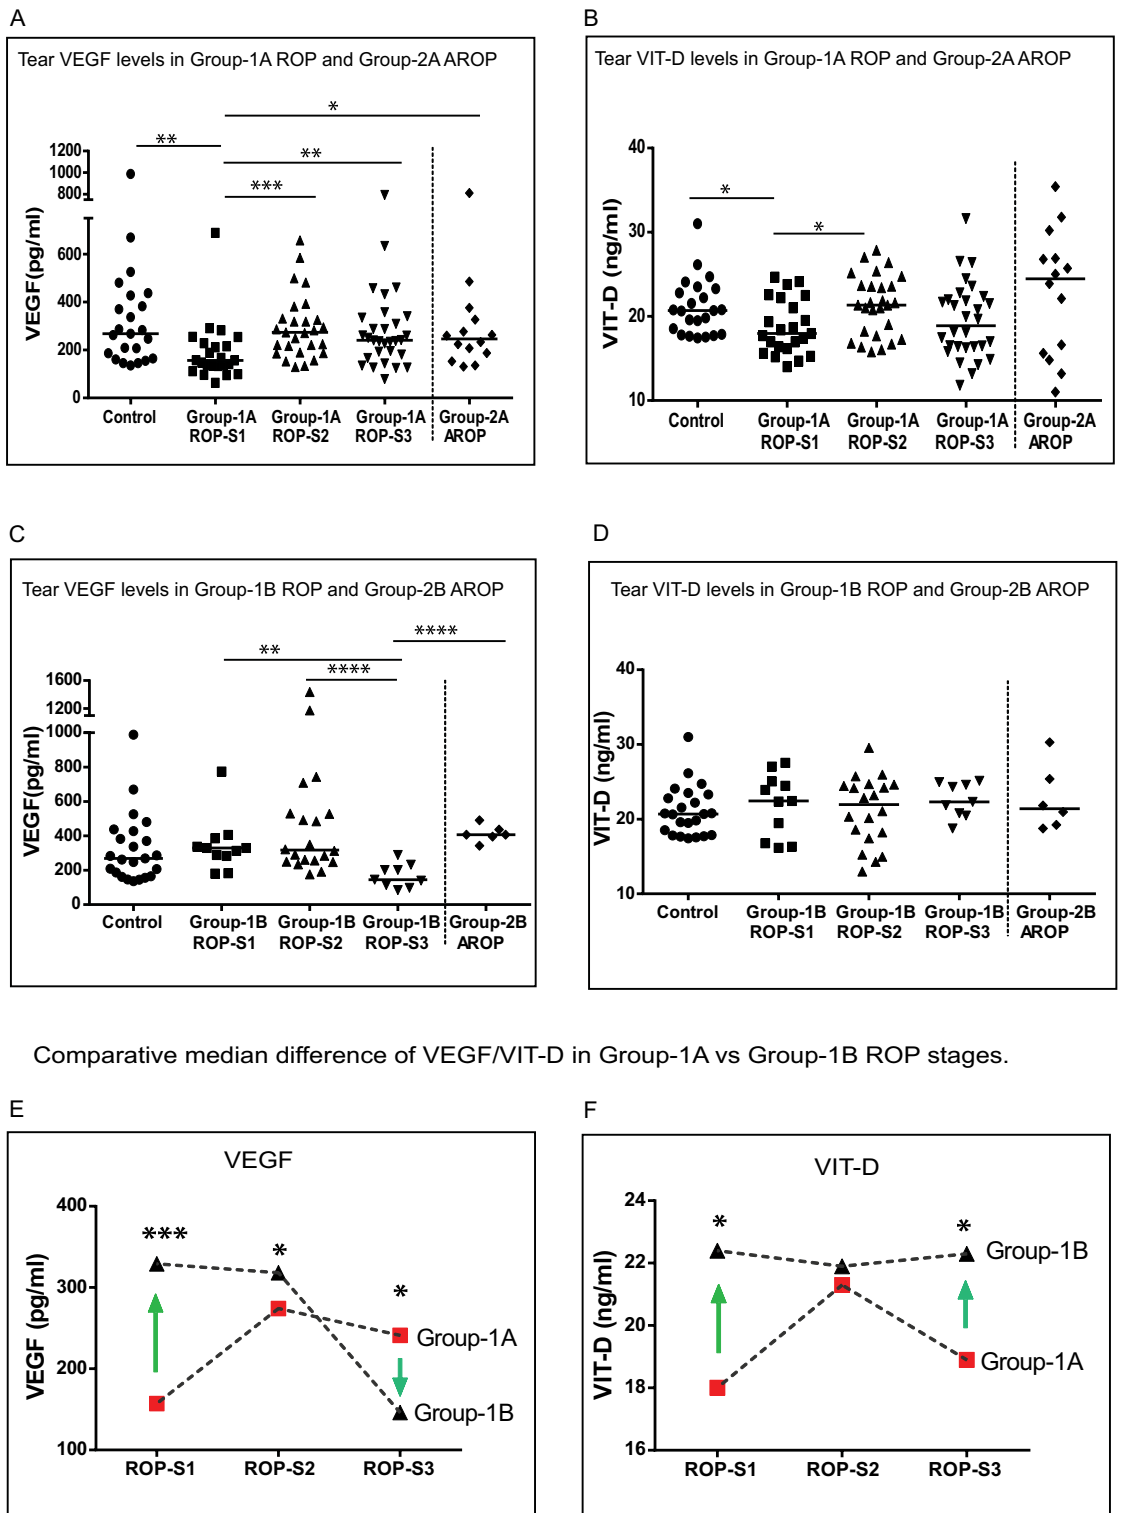 A
Tear VEGF levels in Group-1A ROP and Group-2A AROP
*
**
**
***
VEGF(pg/ml)
1200
1000
800
600
400
200
0
Control
Group-1A
ROP-S1
Group-1A
ROP-S2
Group-1A
ROP-S3
Group-2A
AROP
B
Tear VIT-D levels in Group-1A ROP and Group-2A AROP
*
*
VIT-D (ng/ml)
40
30
20
10
Control
Group-1A
ROP-S1
Group-1A
ROP-S2
Group-1A
ROP-S3
Group-2A
AROP
C
Tear VEGF levels in Group-1B ROP and Group-2B AROP
****
**
****
VEGF(pg/ml)
1600
1200
1000
800
600
400
200
0
Control
Group-1B
ROP-S1
Group-1B
ROP-S2
Group-1B
ROP-S3
Group-2B
AROP
D
Tear VIT-D levels in Group-1B ROP and Group-2B AROP
VIT-D (ng/ml)
40
30
20
10
Control
Group-1B
ROP-S1
Group-1B
ROP-S2
Group-1B
ROP-S3
Group-2B
AROP
Comparative median difference of VEGF/VIT-D in Group-1A vs Group-1B ROP stages.
E
VEGF
VEGF (pg/ml)
400
300
200
100
***
*
*
Group-1A
Group-1B
ROP-S1
ROP-S2
ROP-S3
F
VIT-D
VIT-D (ng/ml)
24
22
20
18
16
*
*
Group-1B
Group-1A
ROP-S1
ROP-S2
ROP-S3